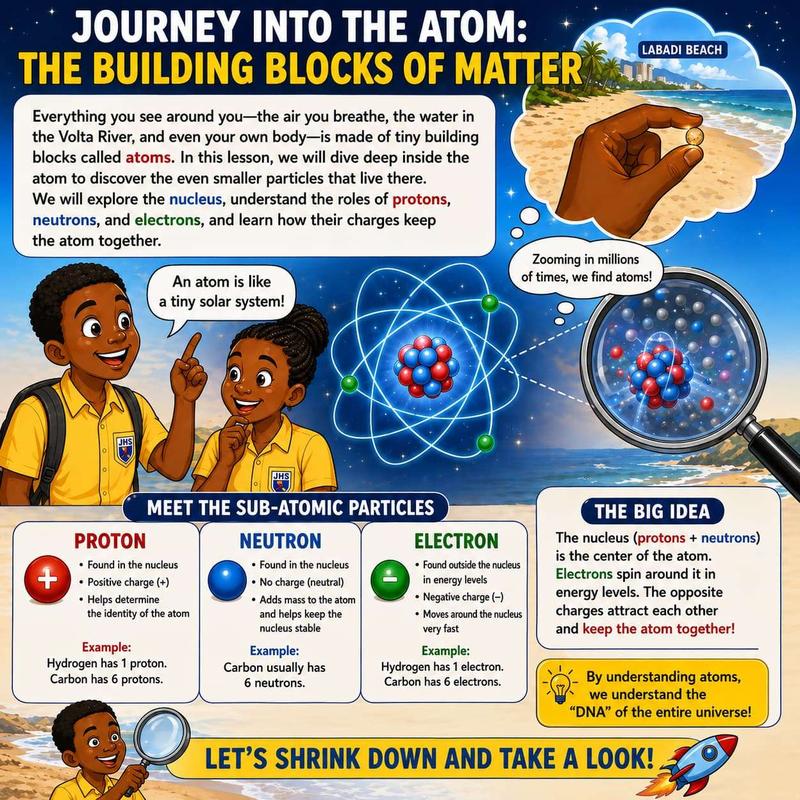 JOURNEY INTO THE ATOM:
THE BUILDING BLOCKS OF MATTER
LABADI BEACH
Everything you see around you—the air you breathe, the water in
the Volta River, and even your own body—is made of tiny building
blocks called atoms. In this lesson, we will dive deep inside the
atom to discover the even smaller particles that live there.
We will explore the nucleus, understand the roles of protons,
neutrons, and electrons, and learn how their charges keep
the atom together.
Zooming in millions
of times, we find atoms!
An atom is like
a tiny solar system!
JHS
JHS
MEET THE SUB-ATOMIC PARTICLES
PROTON
+
• Found in the nucleus
• Positive charge (+)
• Helps determine
the identity of the atom
Example:
Hydrogen has 1 proton.
Carbon has 6 protons.
NEUTRON
• Found in the nucleus
• No charge (neutral)
• Adds mass to the atom
and helps keep the
nucleus stable
Example:
Carbon usually has
6 neutrons.
ELECTRON
−
• Found outside the nucleus
in energy levels
• Negative charge (−)
• Moves around the nucleus
very fast
Example:
Hydrogen has 1 electron.
Carbon has 6 electrons.
THE BIG IDEA
The nucleus (protons + neutrons)
is the center of the atom.
Electrons spin around it in
energy levels. The opposite
charges attract each other
and keep the atom together!
By understanding atoms,
we understand the
“DNA” of the entire universe!
LET’S SHRINK DOWN AND TAKE A LOOK!